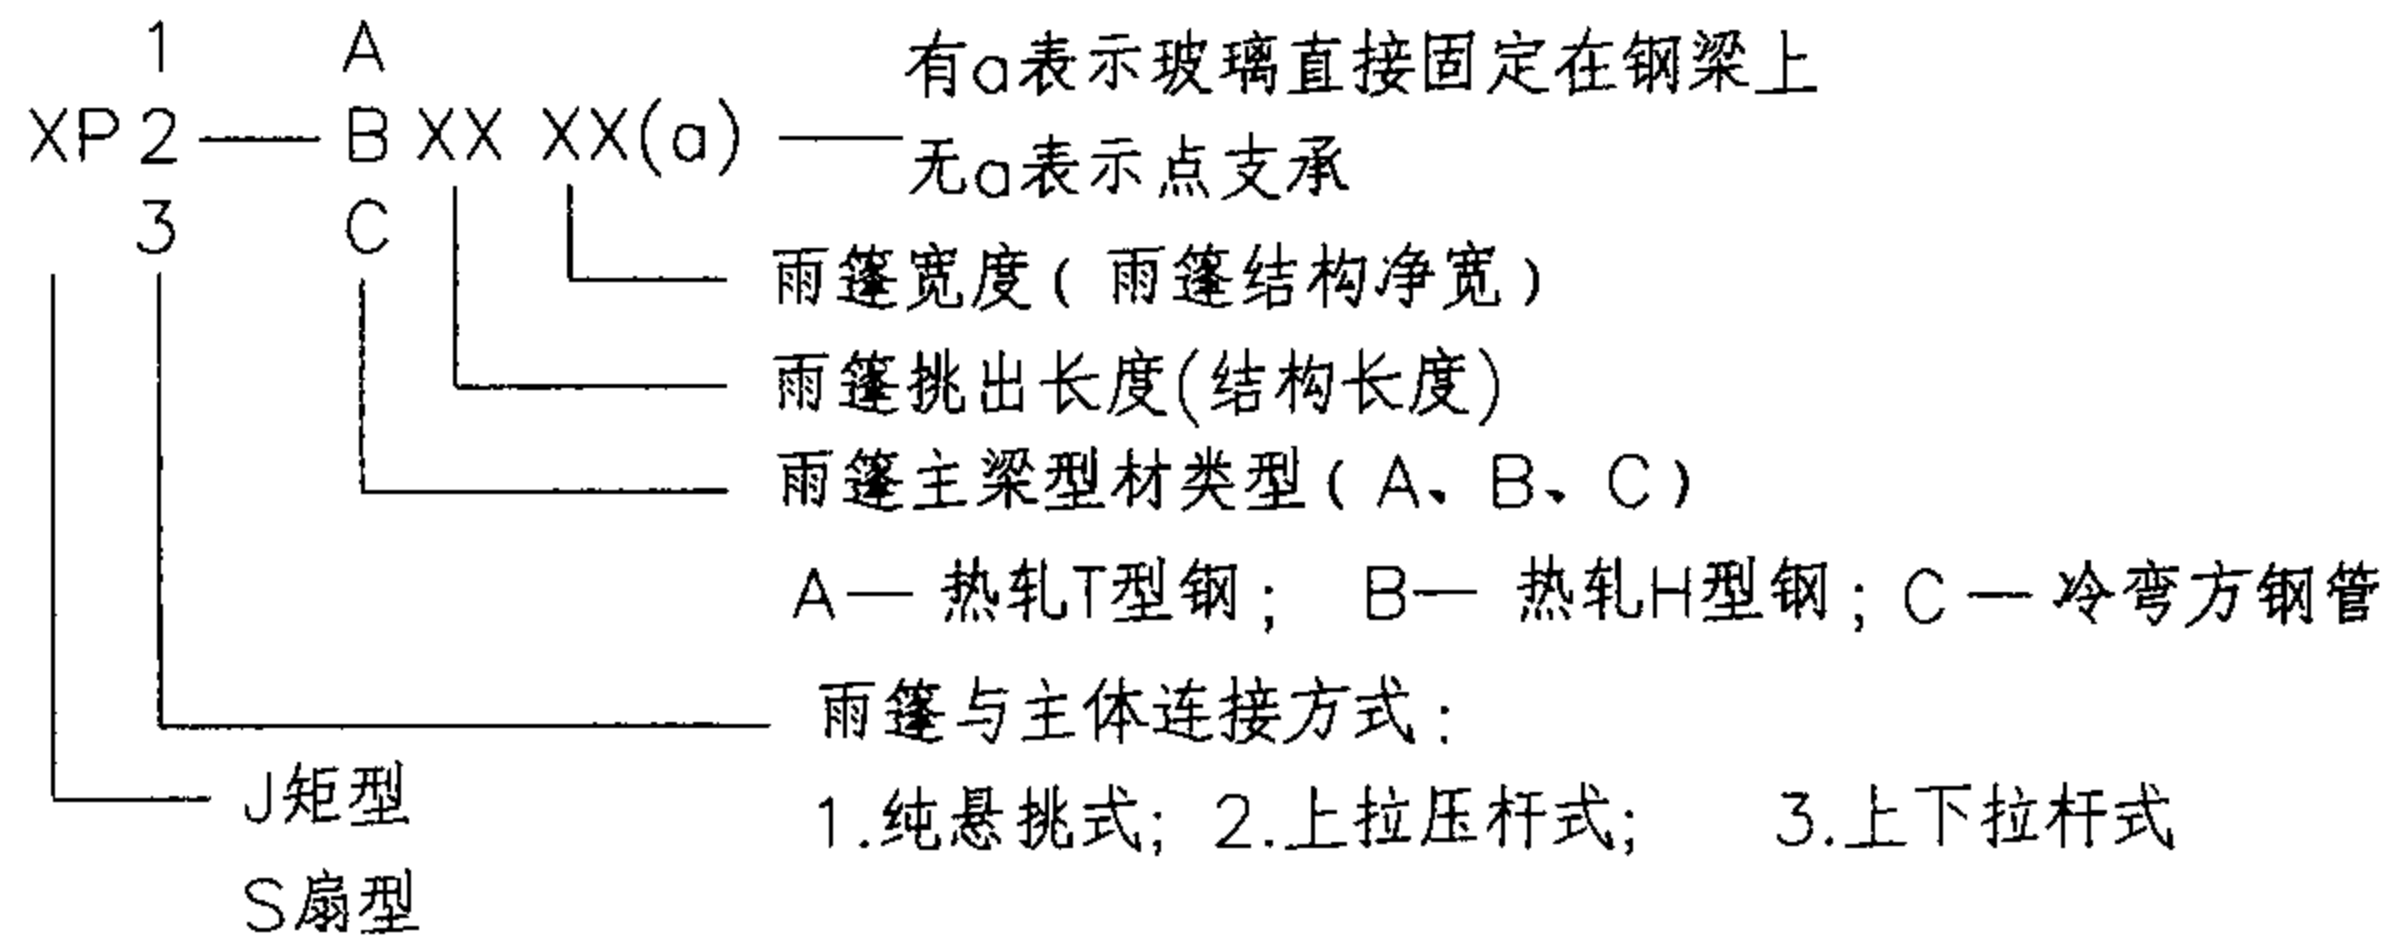 1 A
有a表示玻璃直接固定在钢梁上
XP 2 — B XX XX(a) —
无a表示点支承
3 C
雨篷宽度( 雨篷结构净宽)
雨篷挑出长度(结构长度)
雨篷主梁型材类型( A、B、C)
A— 热轧T型钢; B— 热轧H型钢; C — 冷弯方钢管
雨篷与主体连接方式:
J矩型
1.纯悬挑式; 2.上拉压杆式; 3.上下拉杆式
S扇型